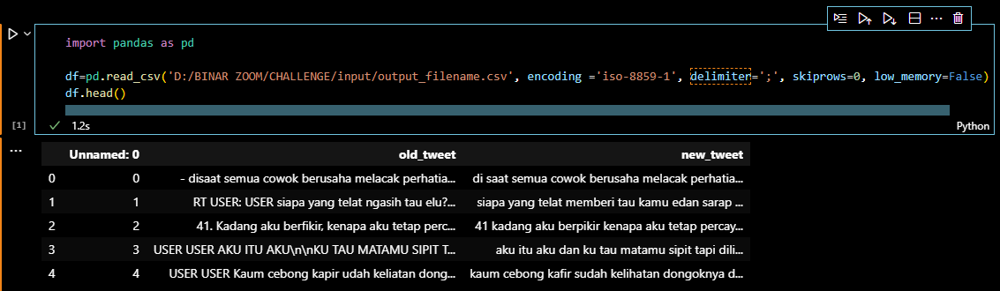 import pandas as pd
df=pd.read_csv('D:/BINAR ZOOM/CHALLENGE/input/output_filename.csv', encoding ='iso-8859-1', delimiter=';', skiprows=0, low_memory=False)
df.head()
[1] 1.2s Python
... Unnamed: 0 old_tweet new_tweet
0 0 - disaat semua cowok berusaha melacak perhatia... di saat semua cowok berusaha melacak perhatia...
1 1 RT USER: USER siapa yang telat ngasih tau elu?... siapa yang telat memberi tau kamu edan sarap ...
2 2 41. Kadang aku berfikir, kenapa aku tetap perc... 41 kadang aku berpikir kenapa aku tetap percay...
3 3 USER USER AKU ITU AKU\n\nKU TAU MATAMU SIPIT T... aku itu aku dan ku tau matamu sipit tapi dili...
4 4 USER USER Kaum cebong kapir udah keliatan dong... kaum cebong kafir sudah kelihatan dongoknya d...